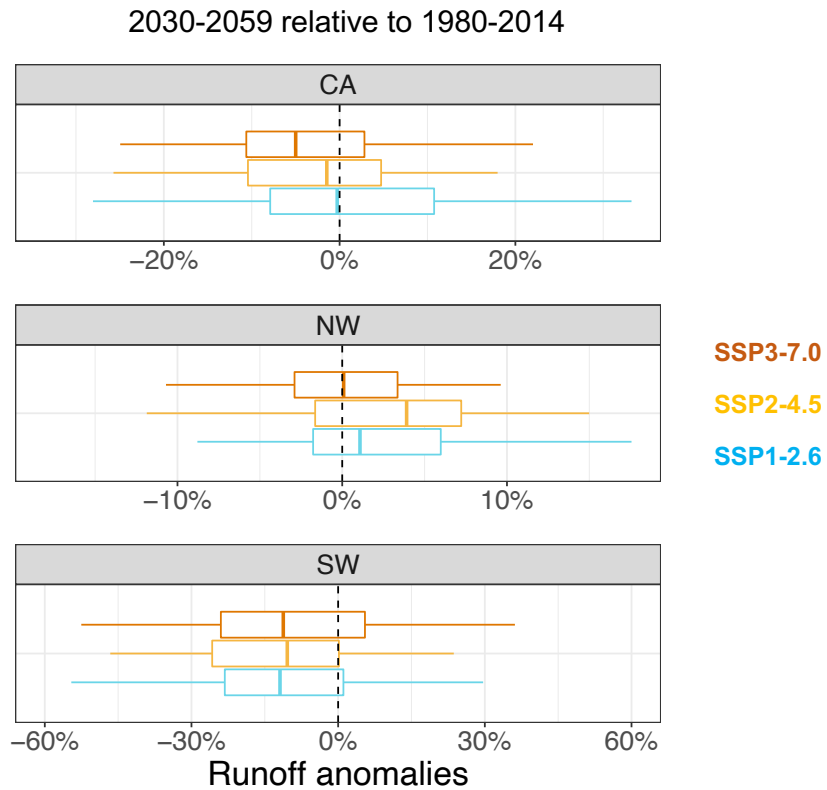 2030-2059 relative to 1980-2014
CA
−20% 0% 20%
NW
−10% 0% 10%
SSP3-7.0
SSP2-4.5
SSP1-2.6
SW
−60% −30% 0% 30% 60%
Runoff anomalies